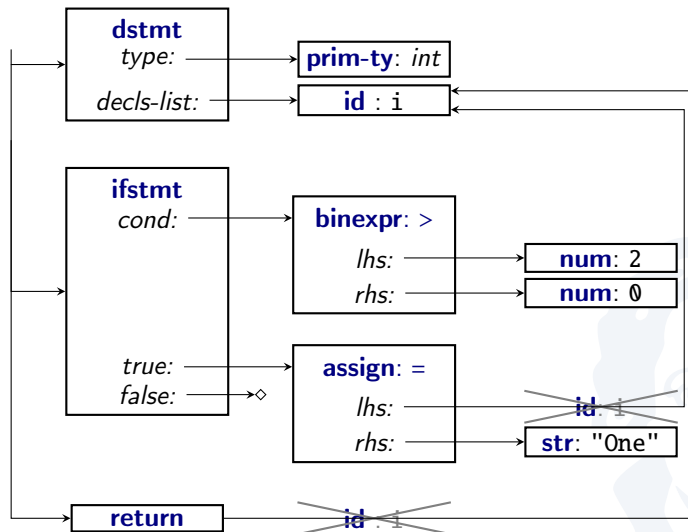 dstmt
type:
prim-ty: int
decls-list:
id : i
ifstmt
cond:
binexpr: >
lhs:
num: 2
rhs:
num: 0
true:
assign: =
false:
lhs:
id: i
rhs:
str: "One"
return
id: i